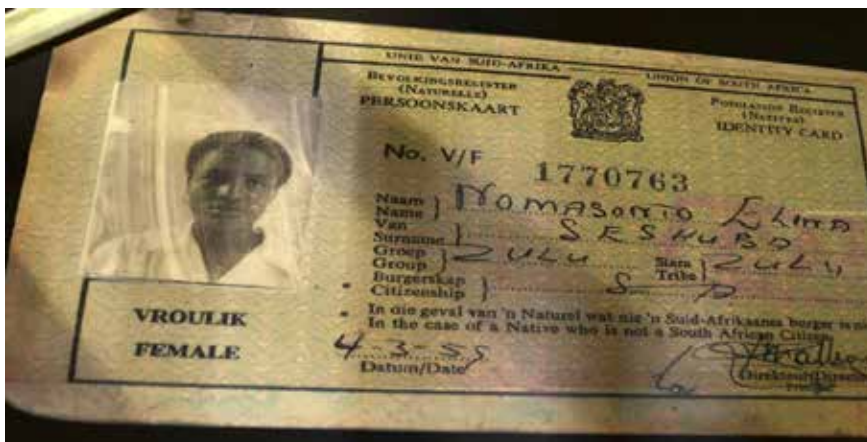 UNIE VAN SUID-AFRIKA UNION OF SOUTH AFRICA
BEVOLKINGSREGISTER
(NATURELLE)
PERSOONSKAART
POPULATION REGISTER
(NATIVES)
IDENTITY CARD
No. V/F 1770763
Naam
Name } NOMASONTO ELINA
Van
Surname }
Groep
Group } ZULU Stam
Tribe } ZULU
Burgerskap
Citizenship } S
In die geval van 'n Naturel wat nie 'n Suid-Afrikaanse burger is
In the case of a Native who is not a South African Citizen
VROULIK
FEMALE
4-3-55
Datum/Date